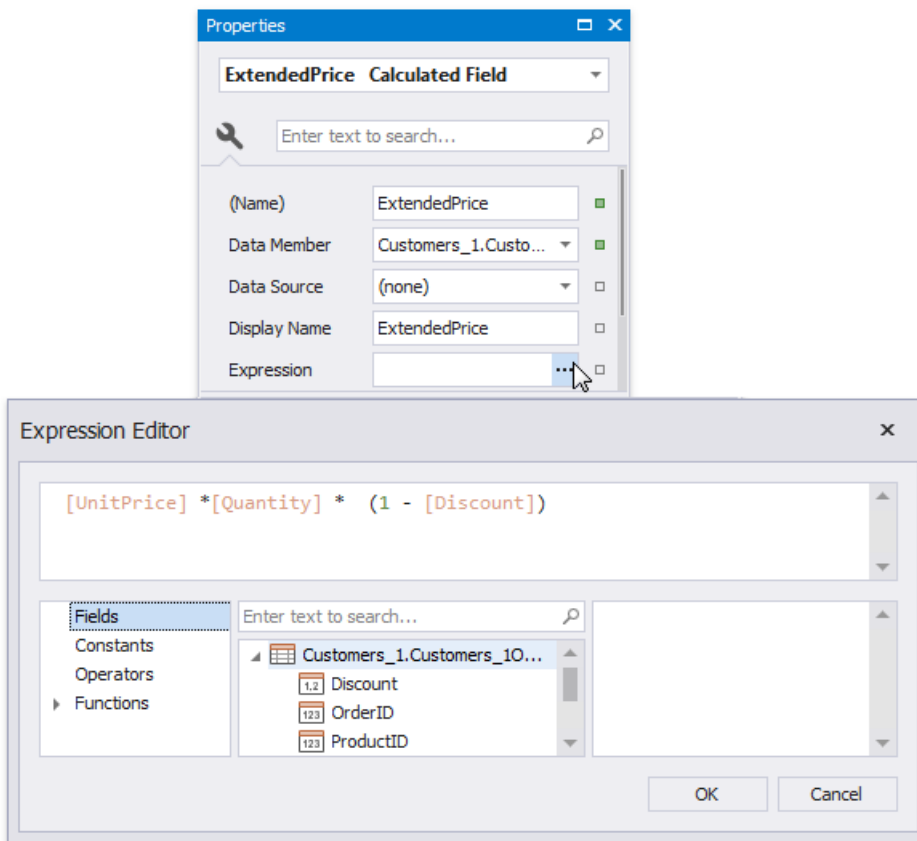 Properties
ExtendedPrice Calculated Field
Enter text to search...
(Name) ExtendedPrice
Data Member Customers_1.Custo...
Data Source (none)
Display Name ExtendedPrice
Expression ...
Expression Editor
[UnitPrice] *[Quantity] * (1 - [Discount])
Fields
Constants
Operators
Functions
Enter text to search...
Customers_1.Customers_1O...
1,2 Discount
123 OrderID
123 ProductID
OK Cancel